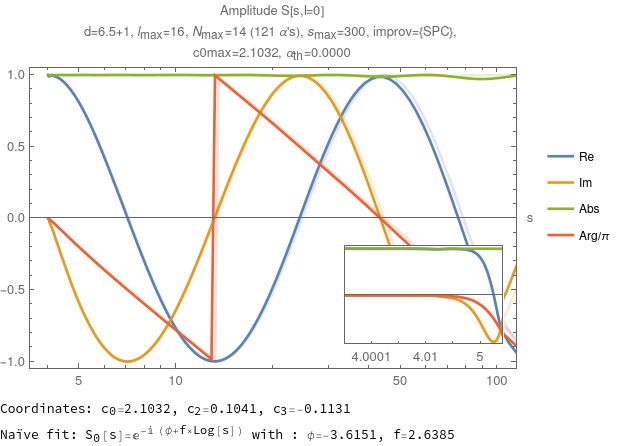 Amplitude S[s,l=0]
d=6.5+1, lmax=16, Nmax=14 (121 α's), smax=300, improv={SPC},
c0max=2.1032, αth=0.0000
1.0
0.5
0.0
-0.5
-1.0
5
10
50
100
s
Re
Im
Abs
Arg/π
4.0001
4.01
5
Coordinates: c0=2.1032, c2=0.1041, c3=-0.1131
Naïve fit: S0[s]=e^-i (ϕ+f×Log[s]) with : ϕ=-3.6151, f=2.6385